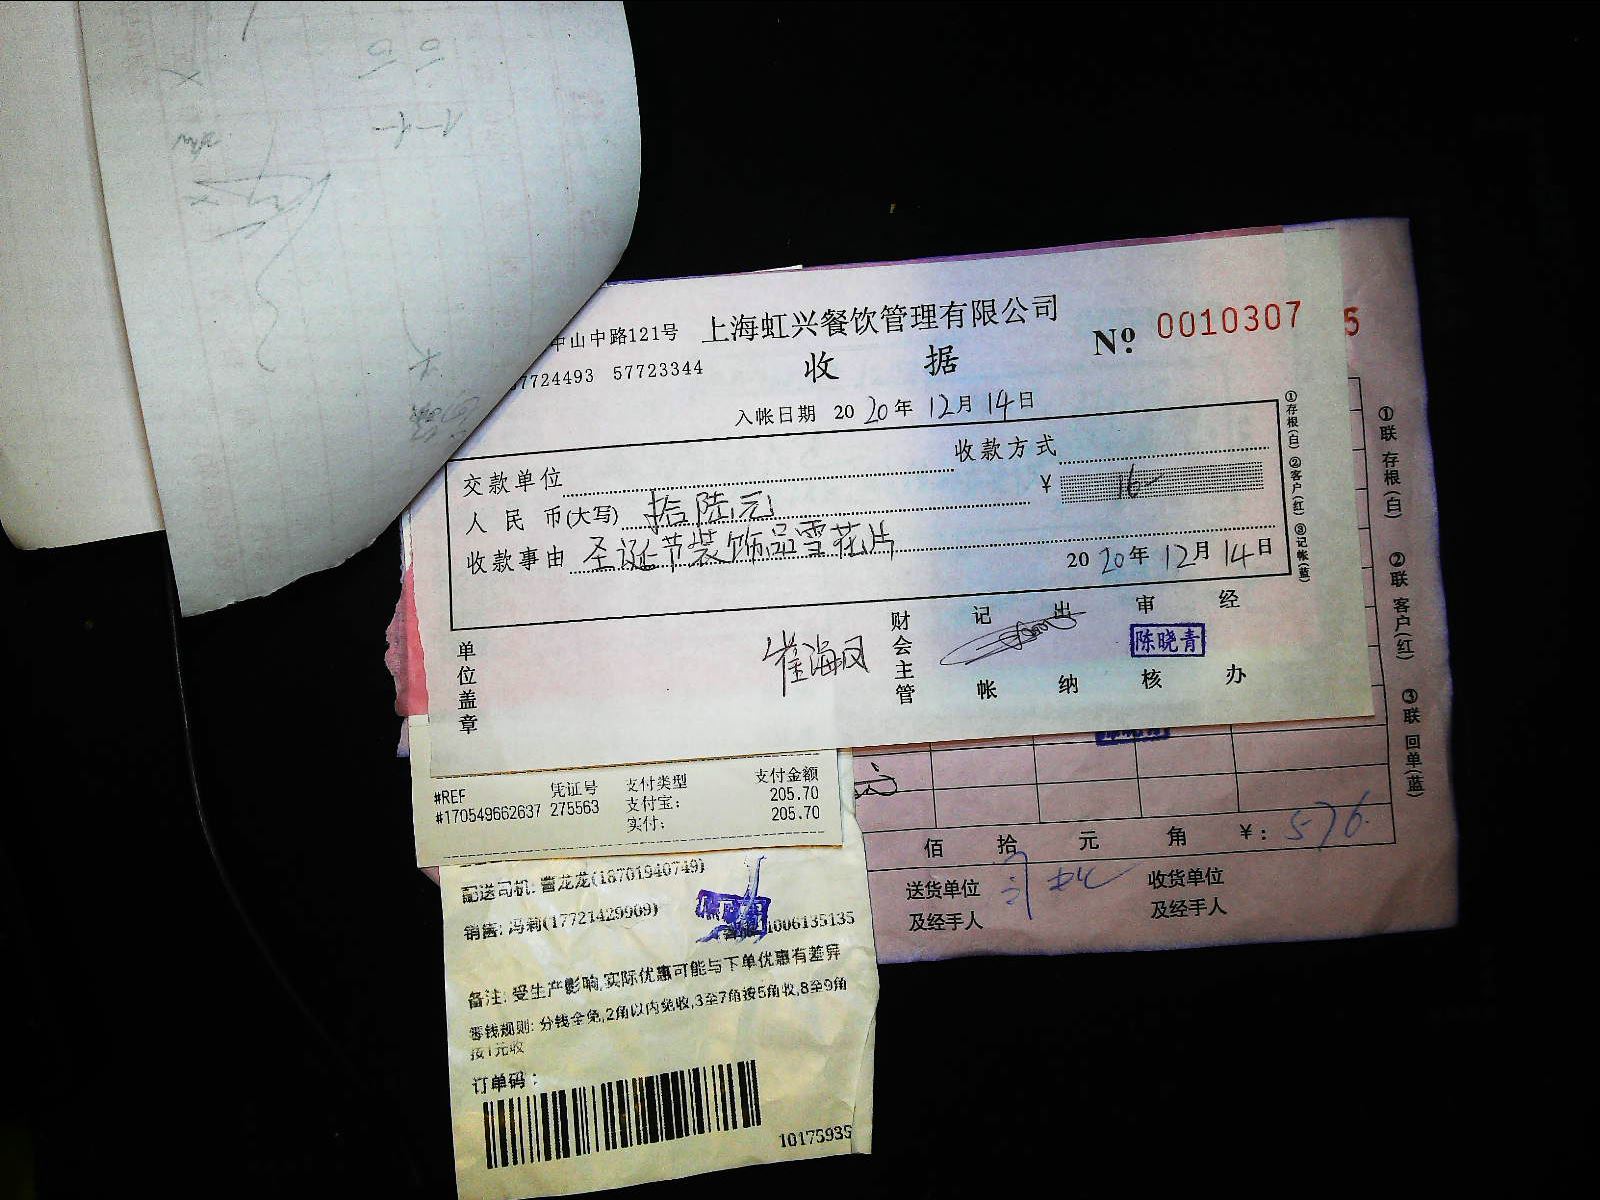 中山中路121号 上海虹兴餐饮管理有限公司
№ 0010307
5
57724493 57723344
收 据
入帐日期 2020年12月14日
交款单位 收款方式
人民币(大写) 拾陆元 ¥ 16
收款事由 圣诞节装饰品雪花片
2020年12月14日
①存根(白) ②客户(红) ③记帐(蓝)
单位盖章
崔海风
财会主管 记帐 出纳 审核 经办
陈晓青
①联 存根(白) ②联 客户(红) ③联 回单(蓝)
#REF 凭证号 支付类型 支付金额
#170549662637 275563 支付宝: 205.70
实付: 205.70
佰 拾 元 角 ¥: 576
送货单位及经手人
收货单位及经手人
配送司机: 曹龙龙(18701940749)
销售: 冯莉(17721429909)
1006135135
备注: 受生产影响,实际优惠可能与下单优惠有差异
零钱规则: 分钱全免,2角以内免收,3至7角按5角收,8至9角
按1元收
订单码:
10175935